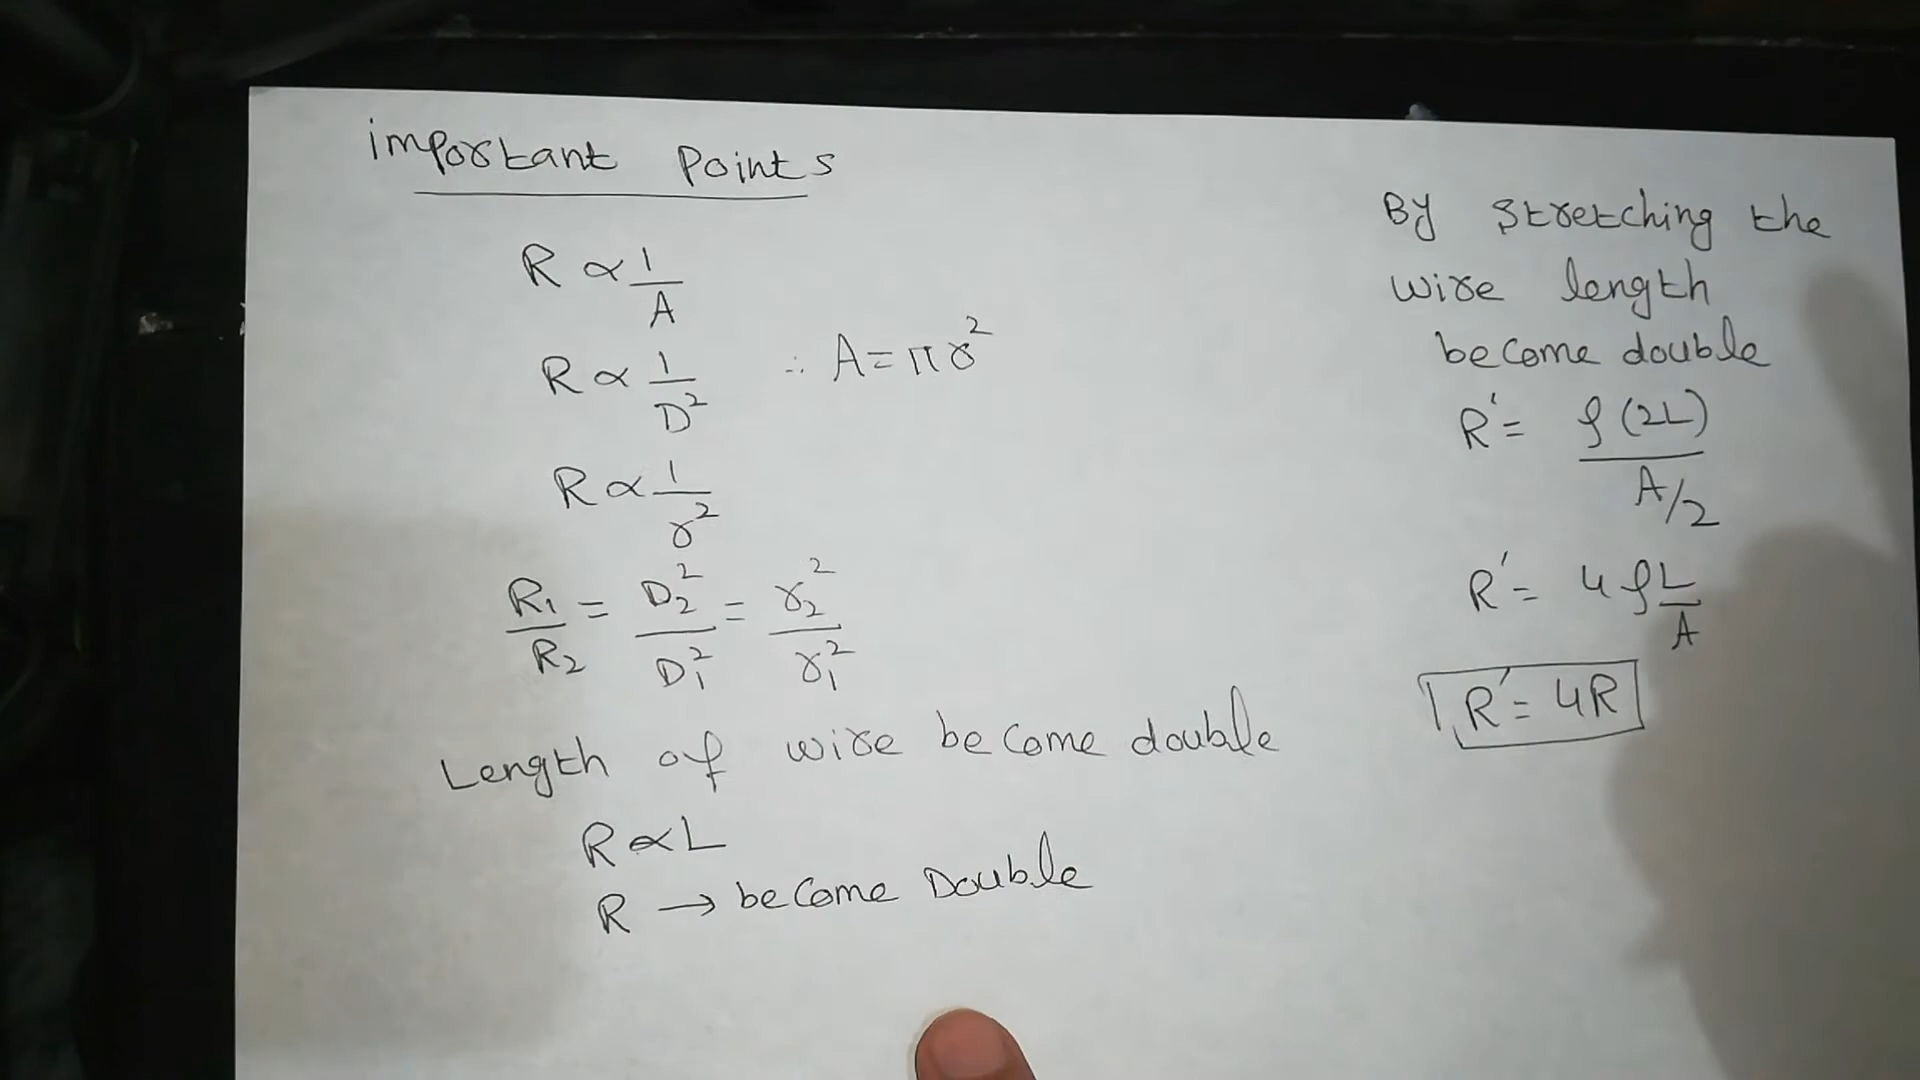 important Points
R ∝ 1/A
R ∝ 1/D² ∴ A = πr²
R ∝ 1/r²
R₁/R₂ = D₂²/D₁² = r₂²/r₁²
Length of wire become double
R ∝ L
R → become Double
By stretching the
wire length
become double
R' = ρ(2L)/(A/2)
R' = 4ρL/A
R' = 4R